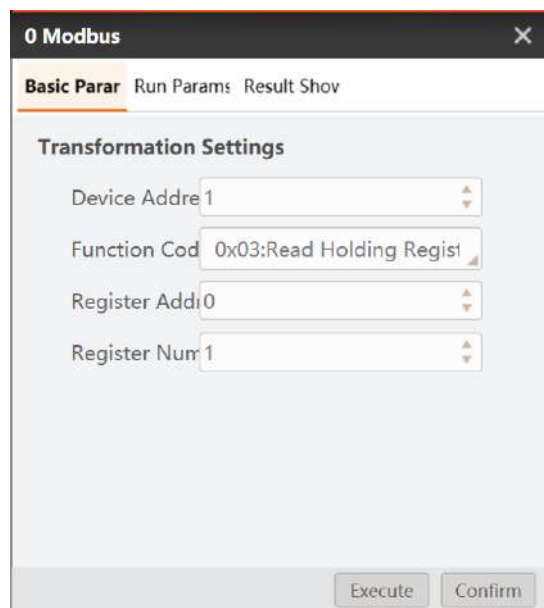 0 Modbus
Basic Parar Run Params Result Shov
Transformation Settings
Device Addre 1
Function Cod 0x03:Read Holding Regist
Register Addr 0
Register Num 1
Execute Confirm